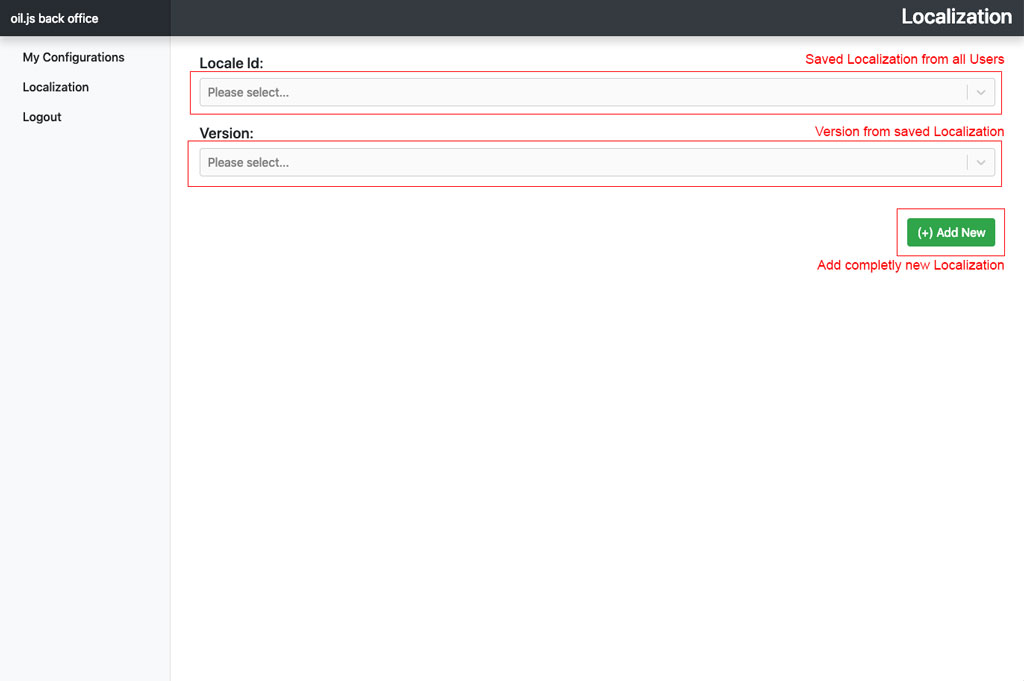 oil.js back office
Localization
My Configurations
Localization
Logout
Locale Id:
Saved Localization from all Users
Please select...
Version:
Version from saved Localization
Please select...
(+) Add New
Add completly new Localization